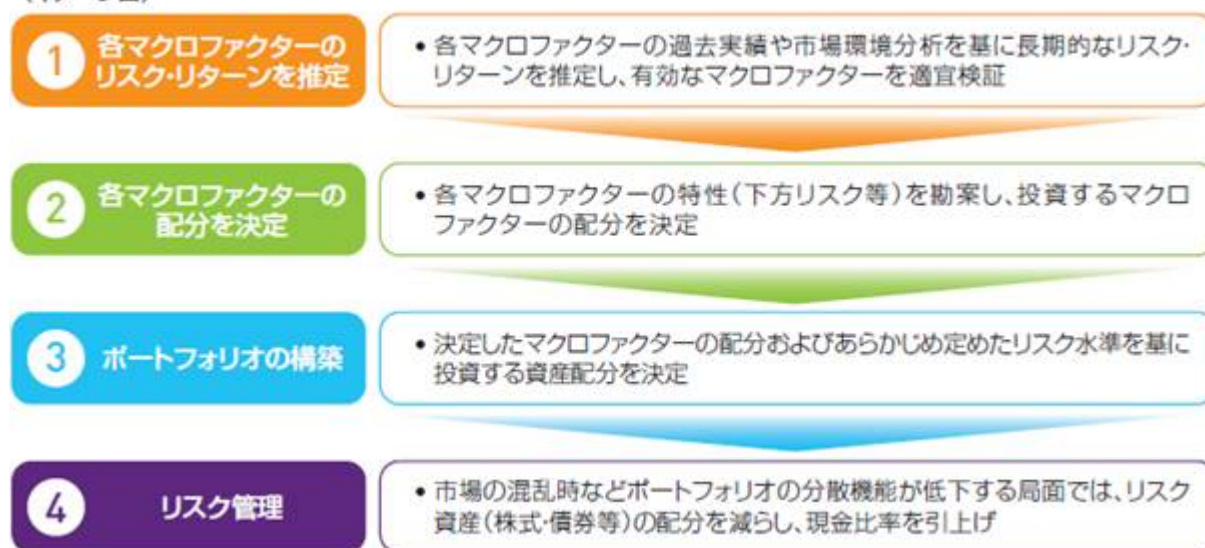 1
各マクロファクターの
リスク・リターンを推定
• 各マクロファクターの過去実績や市場環境分析を基に長期的なリスク・
リターンを推定し、有効なマクロファクターを適宜検証
2
各マクロファクターの
配分を決定
• 各マクロファクターの特性(下方リスク等)を勘案し、投資するマクロ
ファクターの配分を決定
3
ポートフォリオの構築
• 決定したマクロファクターの配分およびあらかじめ定めたリスク水準を基に
投資する資産配分を決定
4
リスク管理
• 市場の混乱時などポートフォリオの分散機能が低下する局面では、リスク
資産(株式・債券等)の配分を減らし、現金比率を引上げ